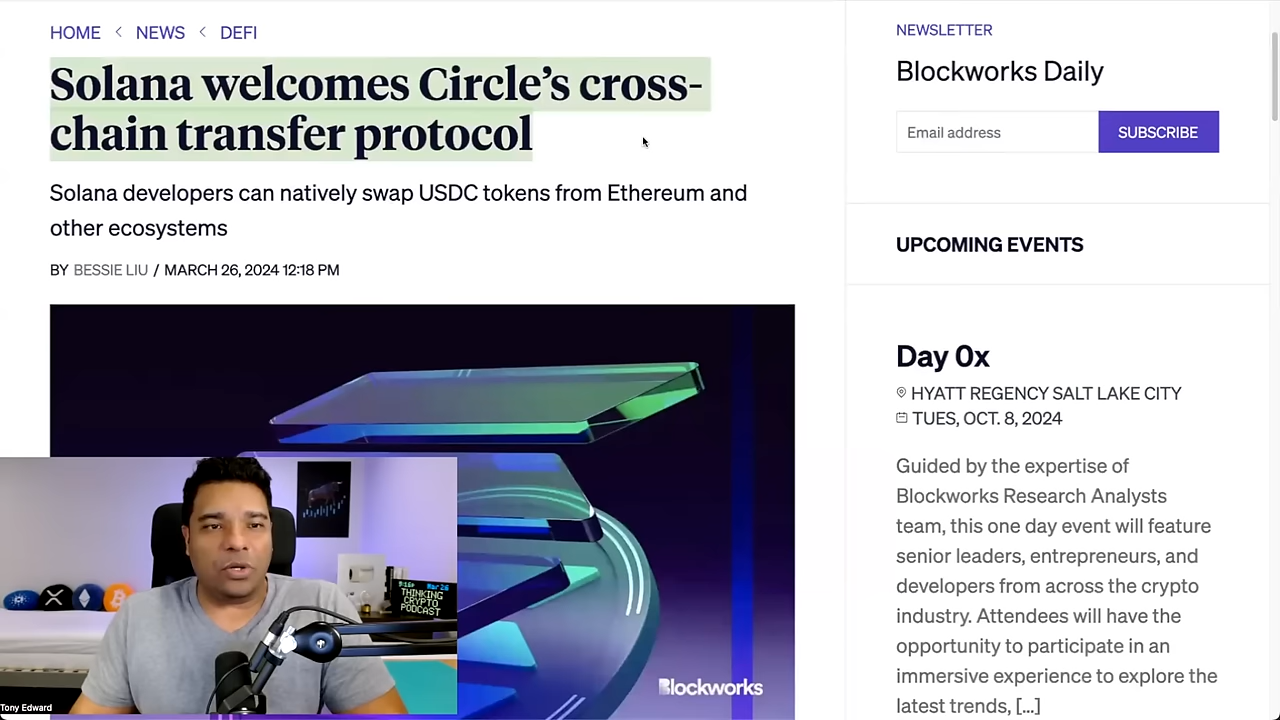 HOME < NEWS < DEFI
Solana welcomes Circle’s cross-
chain transfer protocol
Solana developers can natively swap USDC tokens from Ethereum and
other ecosystems
BY BESSIE LIU / MARCH 26, 2024 12:18 PM
Blockworks
THINKING
CRYPTO
PODCAST
Tony Edward
NEWSLETTER
Blockworks Daily
Email address
SUBSCRIBE
UPCOMING EVENTS
Day 0x
HYATT REGENCY SALT LAKE CITY
TUES, OCT. 8, 2024
Guided by the expertise of
Blockworks Research Analysts
team, this one day event will feature
senior leaders, entrepreneurs, and
developers from across the crypto
industry. Attendees will have the
opportunity to participate in an
immersive experience to explore the
latest trends, [...]